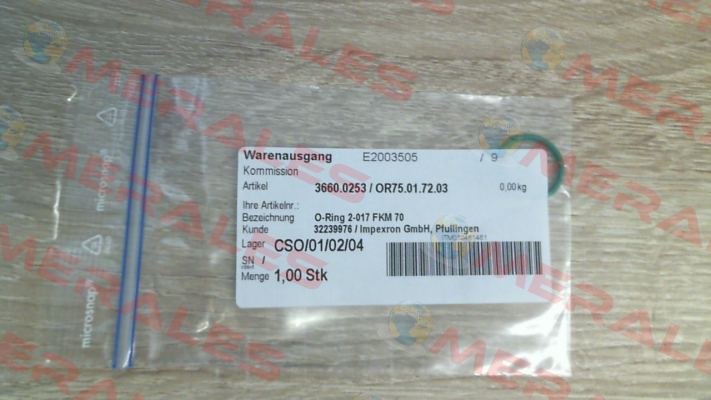 MERALES
MERALES
MERALES
MERALES
MERALES
microsnap
microsnap
Warenausgang E2003505 / 9
Kommission
Artikel 3660.0253 / OR75.01.72.03 0,00 kg
Ihre Artikelnr.:
Bezeichnung O-Ring 2-017 FKM 70
Kunde 32239976 / Impexron GmbH, Pfullingen
Lager CSO/01/02/04
SN /
Menge 1,00 Stk